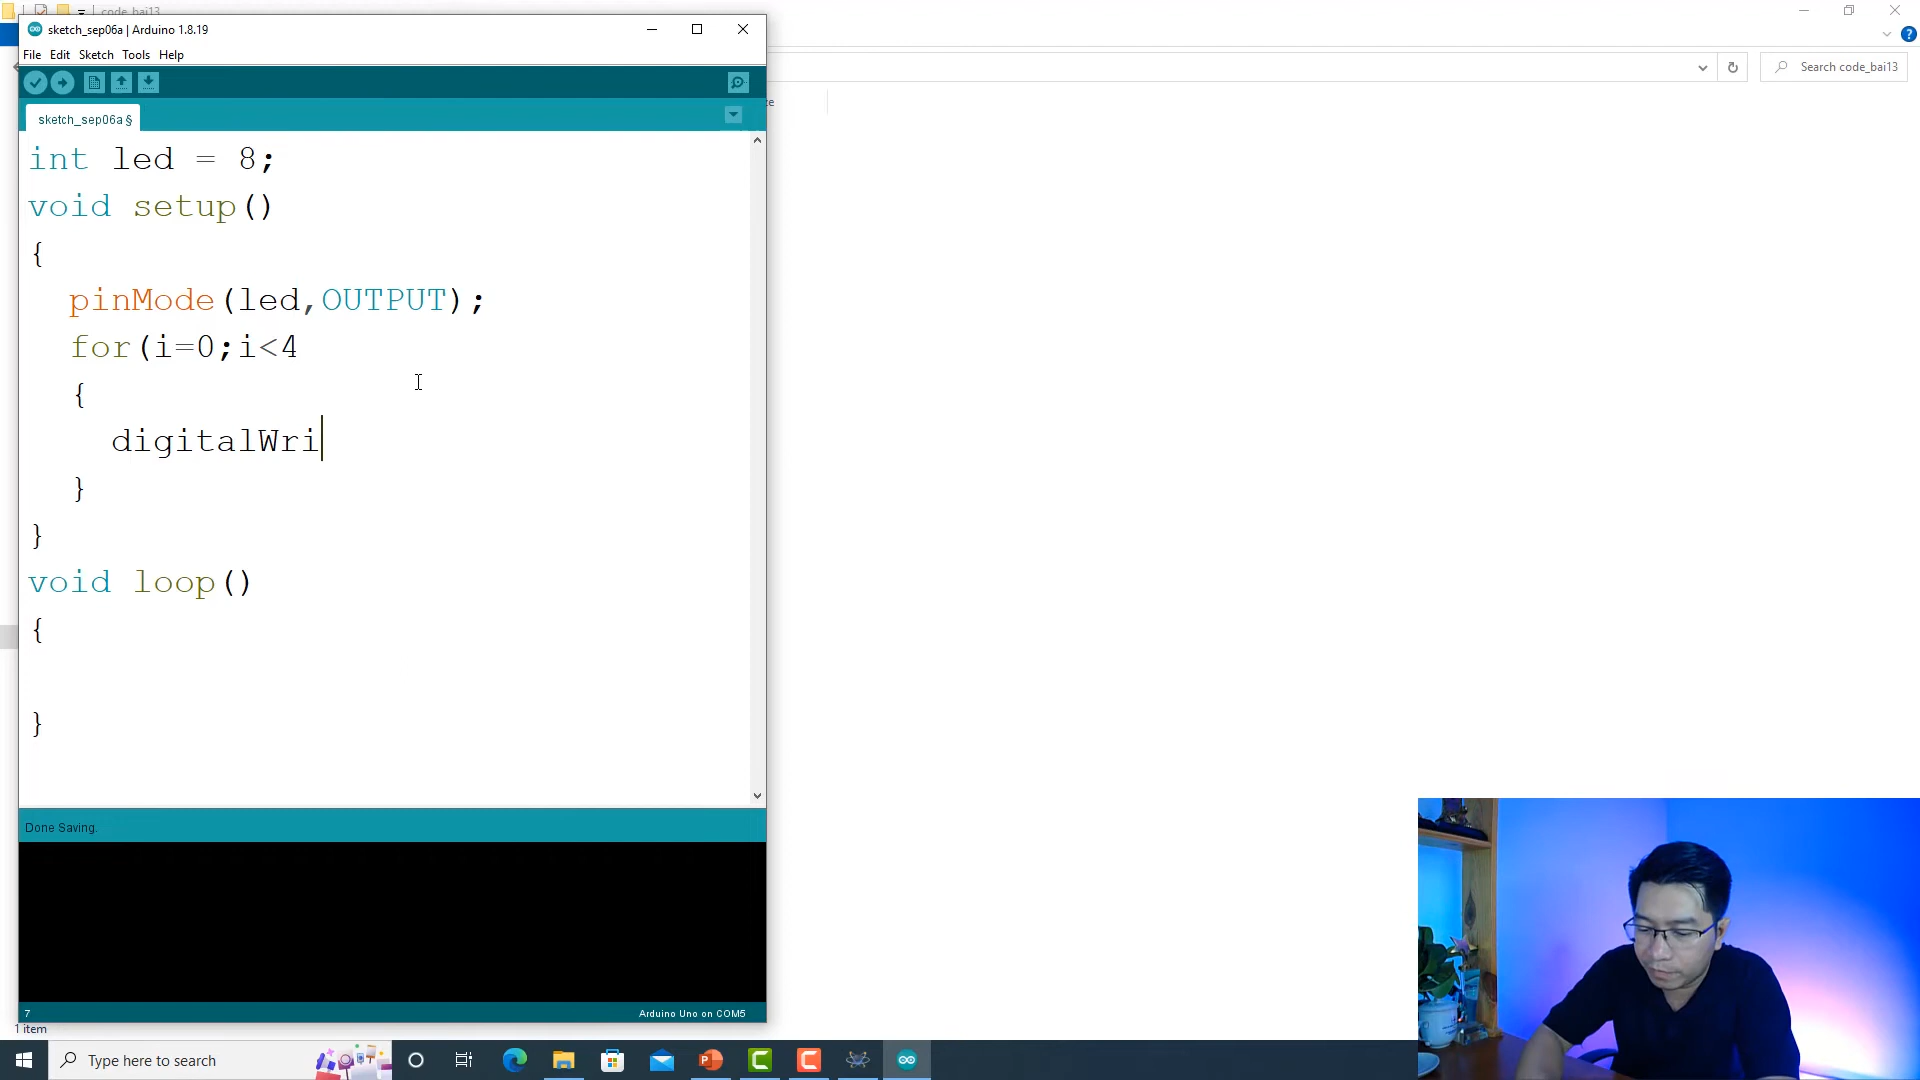 code_bai13
sketch_sep06a | Arduino 1.8.19
File Edit Sketch Tools Help
Search code_bai13
sketch_sep06a §
int led = 8;
void setup()
{
pinMode(led,OUTPUT);
for(i=0;i<4
{
digitalWri
}
}
void loop()
{
}
Done Saving.
7
Arduino Uno on COM5
1 item
Type here to search